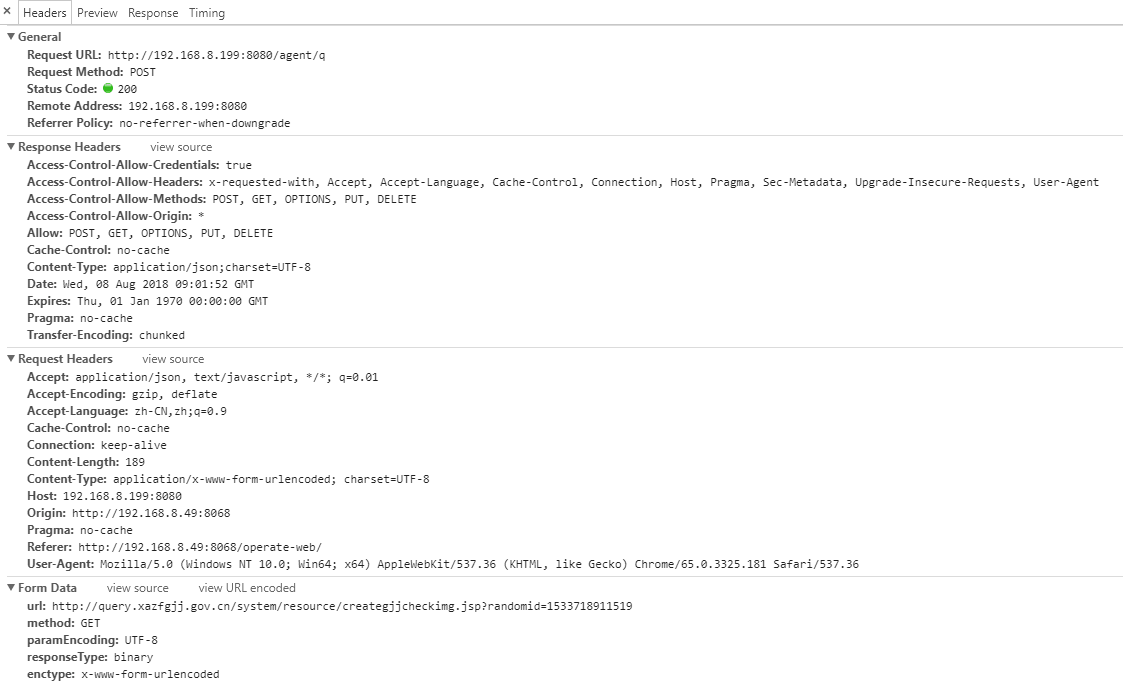 × Headers Preview Response Timing
▼ General
Request URL: http://192.168.8.199:8080/agent/q
Request Method: POST
Status Code: 200
Remote Address: 192.168.8.199:8080
Referrer Policy: no-referrer-when-downgrade
▼ Response Headers view source
Access-Control-Allow-Credentials: true
Access-Control-Allow-Headers: x-requested-with, Accept, Accept-Language, Cache-Control, Connection, Host, Pragma, Sec-Metadata, Upgrade-Insecure-Requests, User-Agent
Access-Control-Allow-Methods: POST, GET, OPTIONS, PUT, DELETE
Access-Control-Allow-Origin: *
Allow: POST, GET, OPTIONS, PUT, DELETE
Cache-Control: no-cache
Content-Type: application/json;charset=UTF-8
Date: Wed, 08 Aug 2018 09:01:52 GMT
Expires: Thu, 01 Jan 1970 00:00:00 GMT
Pragma: no-cache
Transfer-Encoding: chunked
▼ Request Headers view source
Accept: application/json, text/javascript, */*; q=0.01
Accept-Encoding: gzip, deflate
Accept-Language: zh-CN,zh;q=0.9
Cache-Control: no-cache
Connection: keep-alive
Content-Length: 189
Content-Type: application/x-www-form-urlencoded; charset=UTF-8
Host: 192.168.8.199:8080
Origin: http://192.168.8.49:8068
Pragma: no-cache
Referer: http://192.168.8.49:8068/operate-web/
User-Agent: Mozilla/5.0 (Windows NT 10.0; Win64; x64) AppleWebKit/537.36 (KHTML, like Gecko) Chrome/65.0.3325.181 Safari/537.36
▼ Form Data view source view URL encoded
url: http://query.xazfgjj.gov.cn/system/resource/creategjjcheckimg.jsp?randomid=1533718911519
method: GET
paramEncoding: UTF-8
responseType: binary
enctype: x-www-form-urlencoded